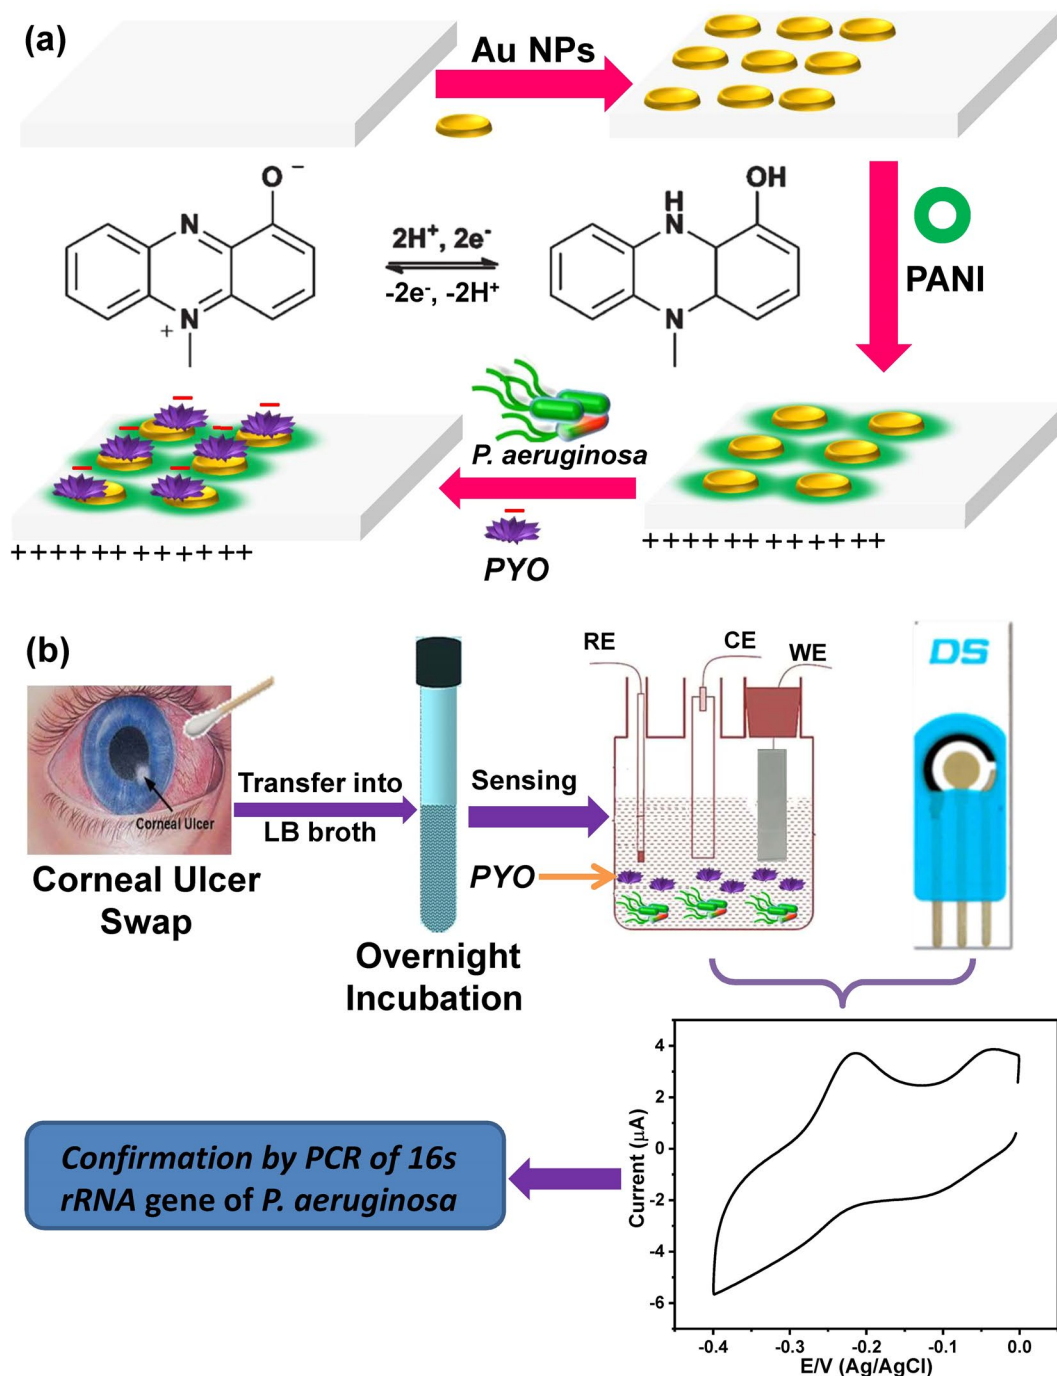 (a)
Au NPs
O⁻
N
N
+
2H⁺, 2e⁻
-2e⁻, -2H⁺
H
N
OH
N
PANI
P. aeruginosa
PYO
+++++ ++ +++ +++
+++++ ++ +++ +++
(b)
Corneal Ulcer
Corneal Ulcer
Swap
Transfer into
LB broth
Overnight
Incubation
Sensing
PYO
RE
CE
WE
DS
4
2
0
-2
-4
-6
Current (µA)
-0.4
-0.3
-0.2
-0.1
0.0
E/V (Ag/AgCl)
Confirmation by PCR of 16s
rRNA gene of P. aeruginosa